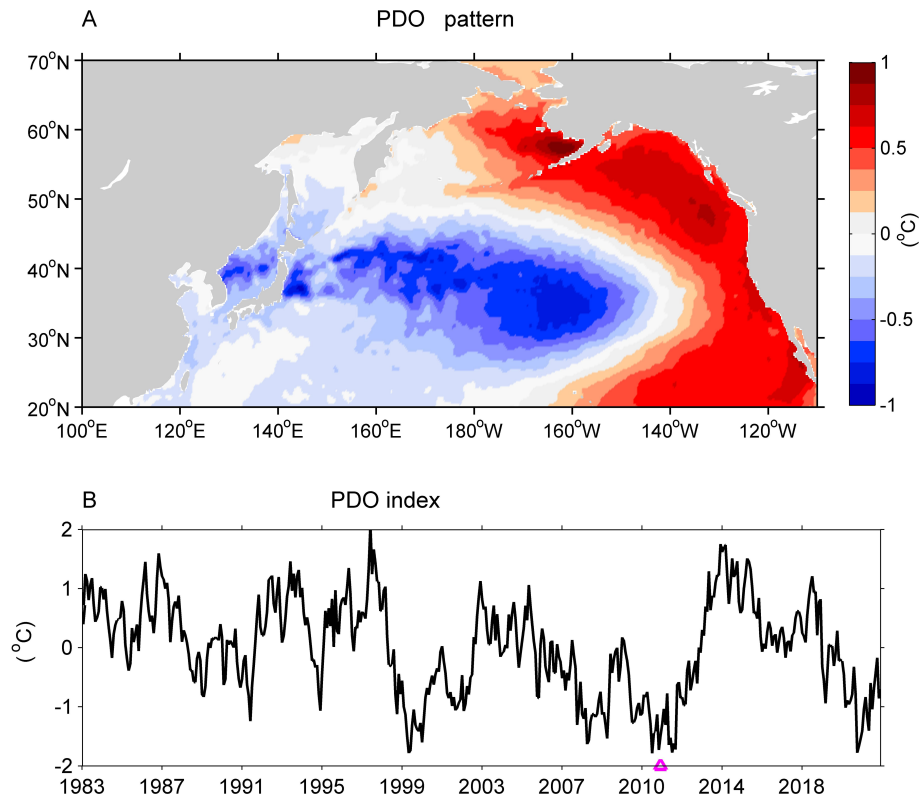 A PDO pattern
70°N
60°N
50°N
40°N
30°N
20°N
100°E 120°E 140°E 160°E 180°W 160°W 140°W 120°W
1
0.5
0
-0.5
-1
(°C)
B PDO index
2
1
0
-1
-2
(°C)
1983 1987 1991 1995 1999 2003 2007 2010 2014 2018